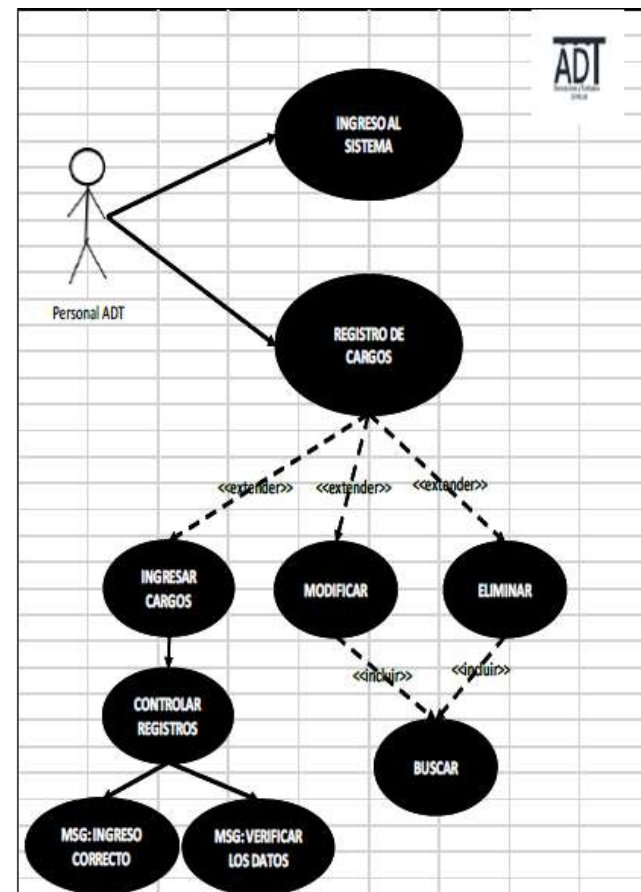 ADT
INGRESO AL
SISTEMA
Personal ADT
REGISTRO DE
CARGOS
<<extender>>
<<extender>>
<<extender>>
INGRESAR
CARGOS
MODIFICAR
ELIMINAR
<<incluir>>
<<incluir>>
CONTROLAR
REGISTROS
BUSCAR
MSG: INGRESO
CORRECTO
MSG: VERIFICAR
LOS DATOS